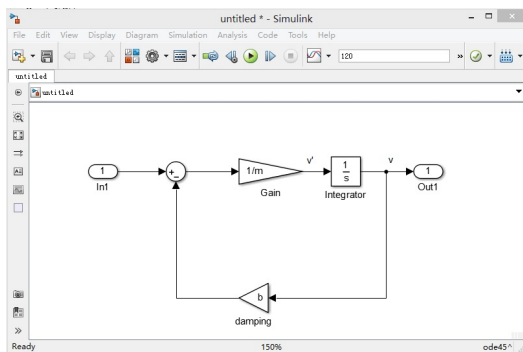 untitled * - Simulink
File Edit View Display Diagram Simulation Analysis Code Tools Help
120
»
untitled
untitled
1
In1
+
_
1/m
Gain
v'
1
s
Integrator
v
1
Out1
b
damping
Ready 150% ode45